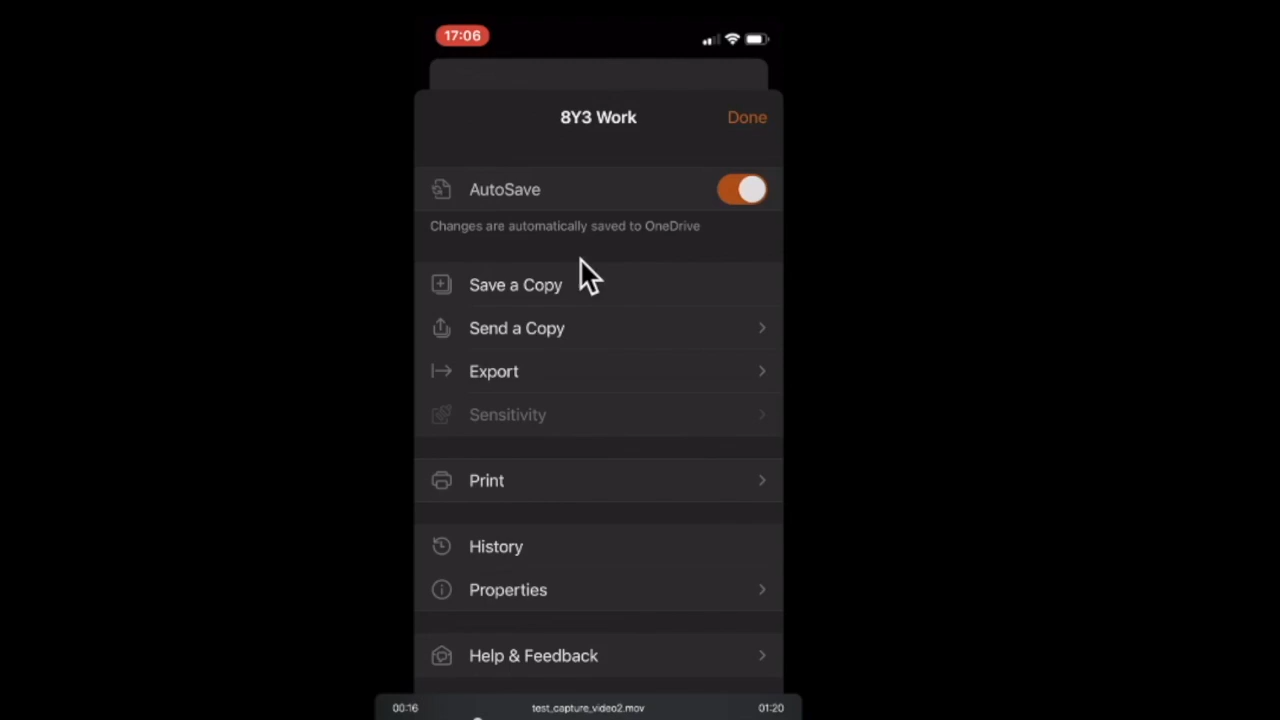 17:06
8Y3 Work
Done
AutoSave
Changes are automatically saved to OneDrive
Save a Copy
Send a Copy
Export
Sensitivity
Print
History
Properties
Help & Feedback
00:16 test_capture_video2.mov 01:20